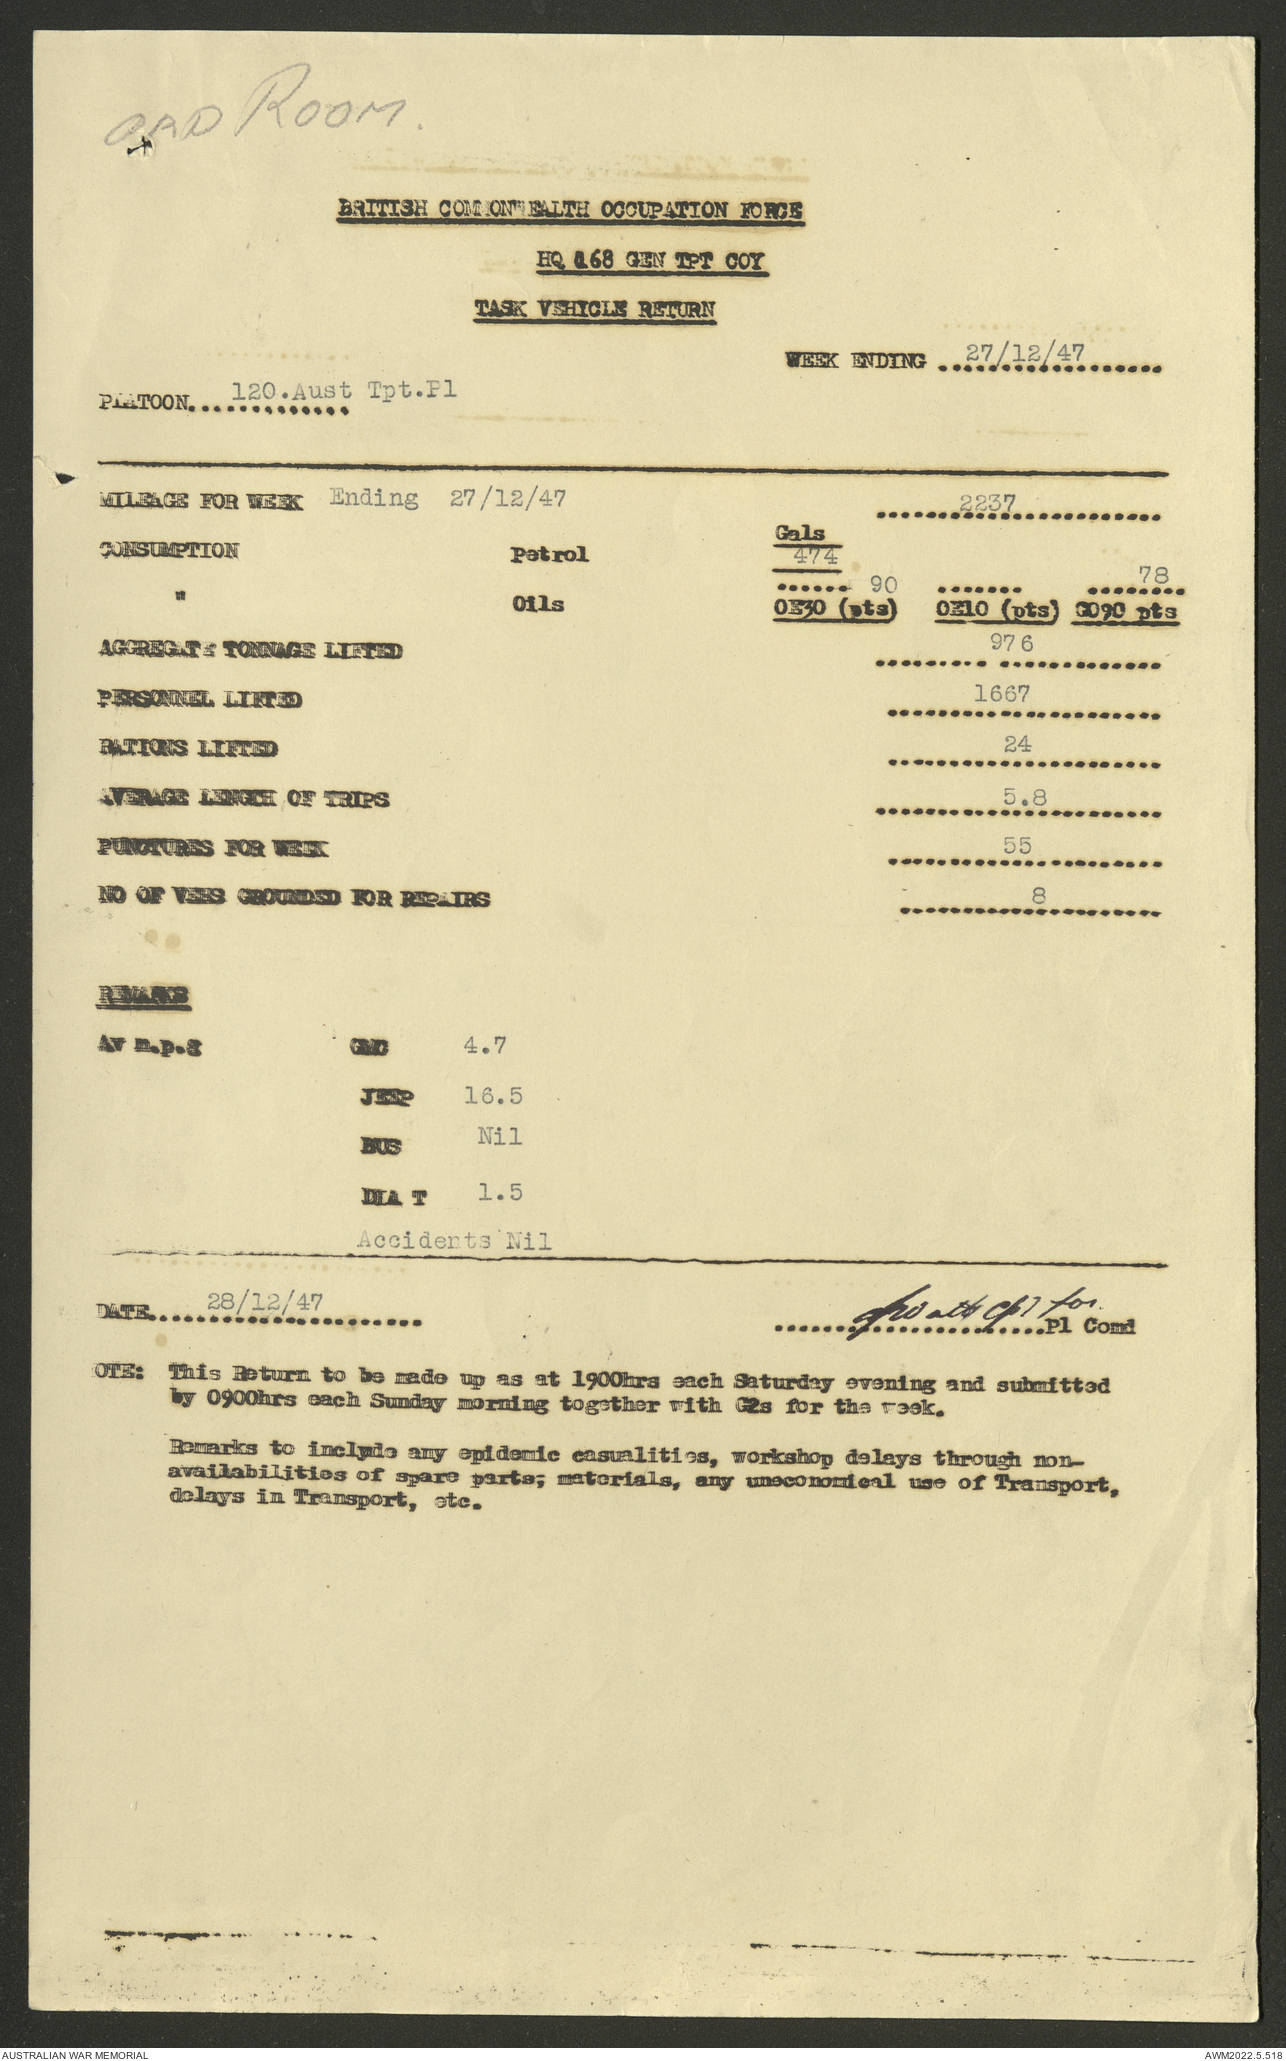 ORD ROOM.
BRITISH COMMONWEALTH OCCUPATION FORCE
HQ 168 GEN TPT COY
TASK VEHICLE RETURN
WEEK ENDING 27/12/47
PLATOON 120.Aust Tpt.Pl
MILEAGE FOR WEEK Ending 27/12/47 2237
Gals
CONSUMPTION Petrol 474
90 78
" Oils OE30 (pts) OE10 (pts) GO90 pts
AGGREGATE TONNAGE LIFTED 976
PERSONNEL LIFTED 1667
RATIONS LIFTED 24
AVERAGE LENGTH OF TRIPS 5.8
PUNCTURES FOR WEEK 55
NO OF VEHS GROUNDED FOR REPAIRS 8
REMARKS
Av m.p.g GMC 4.7
JEEP 16.5
BUS Nil
DIA T 1.5
Accidents Nil
DATE 28/12/47
Cpl for
Pl Comd
OTE: This Return to be made up as at 1900hrs each Saturday evening and submitted
by 0900hrs each Sunday morning together with G2s for the week.
Remarks to include any epidemic casualities, workshop delays through non-
availabilities of spare parts; materials, any uneconomical use of Transport,
delays in Transport, etc.
AUSTRALIAN WAR MEMORIAL AWM2022.5.518